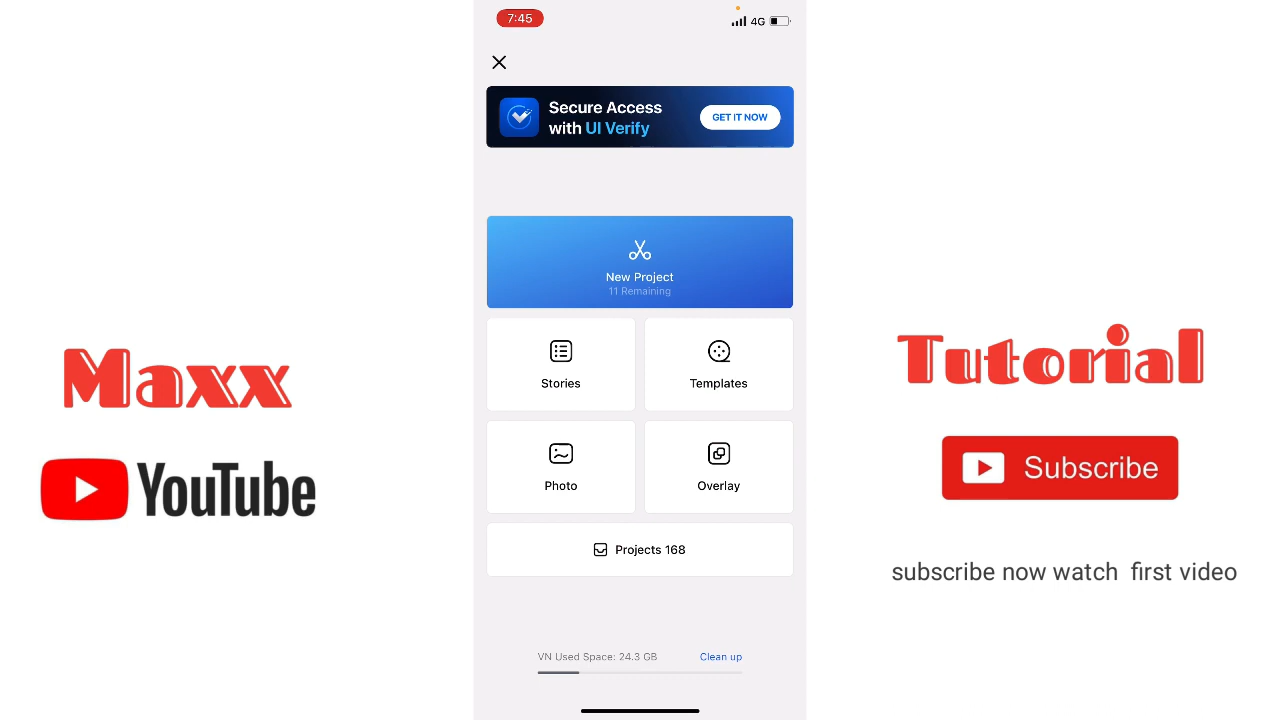 7:45
4G
Secure Access
with UI Verify
GET IT NOW
New Project
11 Remaining
Stories
Templates
Photo
Overlay
Projects 168
VN Used Space: 24.3 GB
Clean up
Maxx
YouTube
Tutorial
Subscribe
subscribe now watch first video